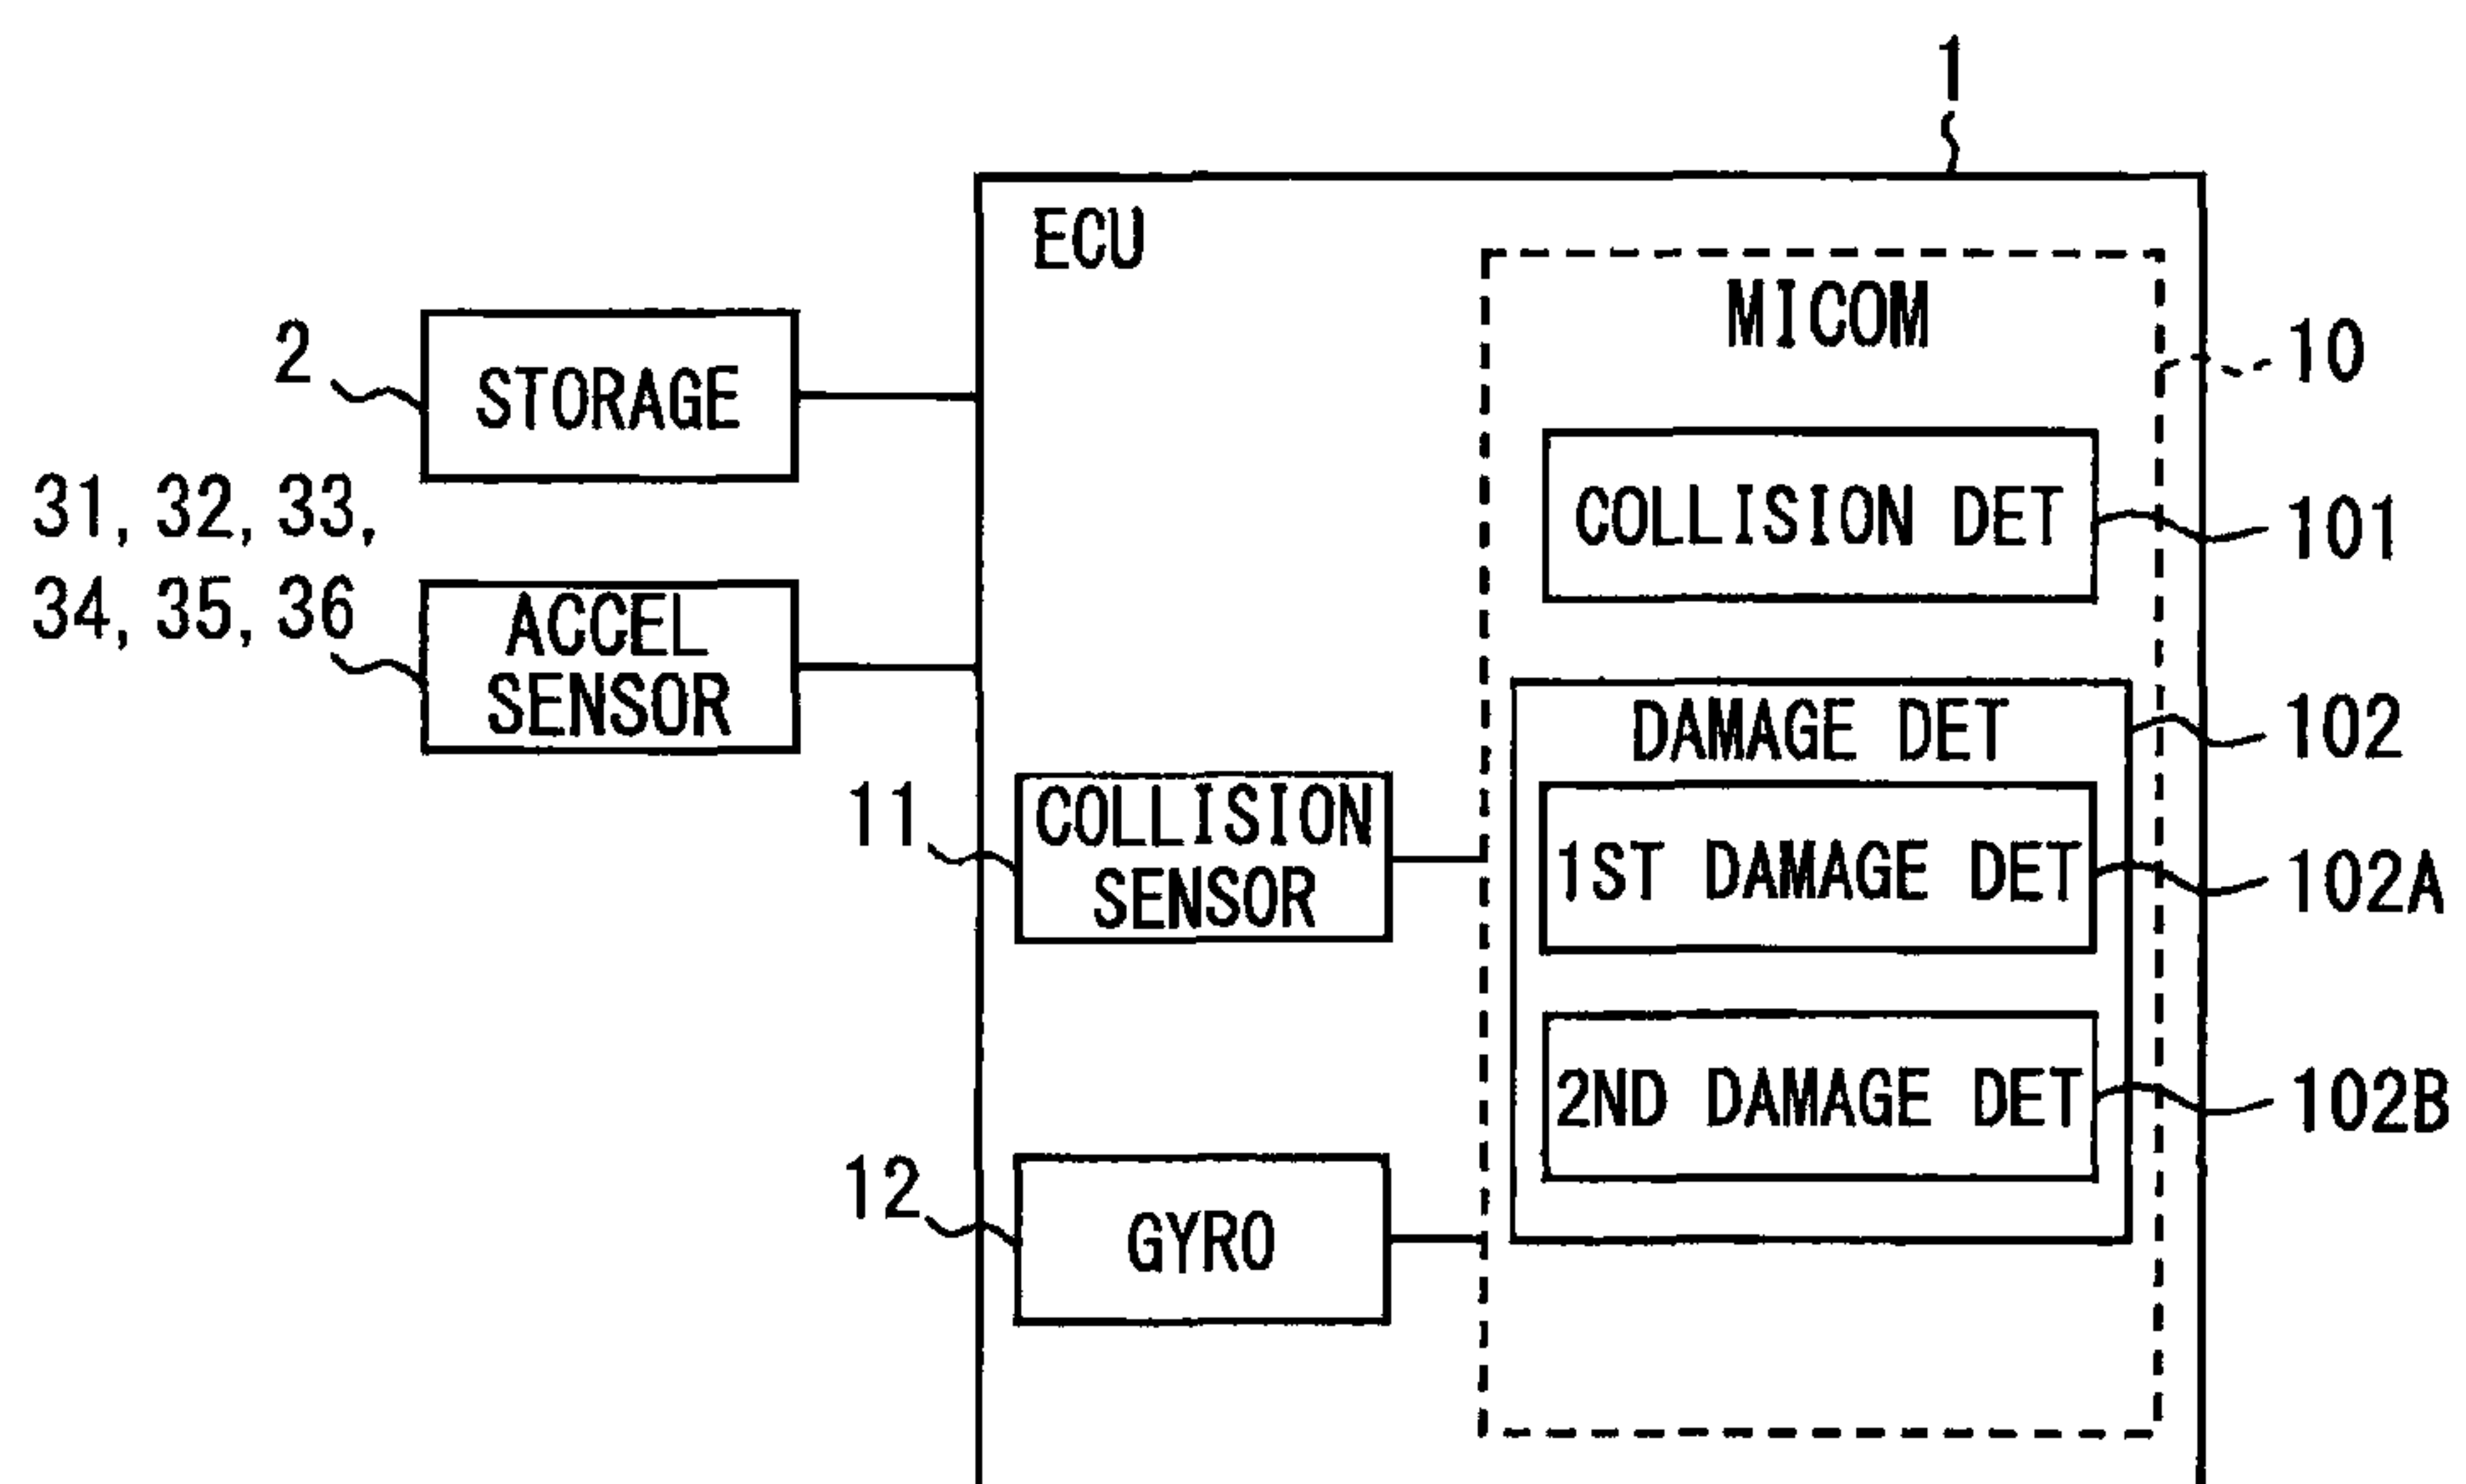 1
ECU
MICOM
2
STORAGE
10
31, 32, 33,
34, 35, 36
COLLISION DET
101
ACCEL
SENSOR
DAMAGE DET
102
11
COLLISION
SENSOR
1ST DAMAGE DET
102A
2ND DAMAGE DET
102B
12
GYRO